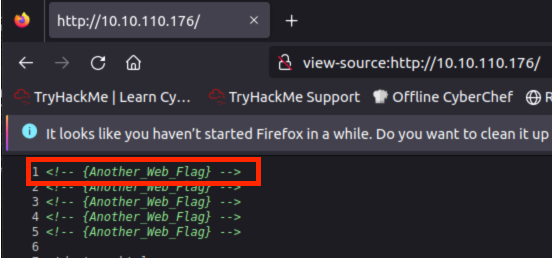 http://10.10.110.176/
view-source:http://10.10.110.176/
TryHackMe | Learn Cy... TryHackMe Support Offline CyberChef
It looks like you haven't started Firefox in a while. Do you want to clean it up
1 <!-- {Another_Web_Flag} -->
2 <!-- {Another_Web_Flag} -->
3 <!-- {Another_Web_Flag} -->
4 <!-- {Another_Web_Flag} -->
5 <!-- {Another_Web_Flag} -->
6